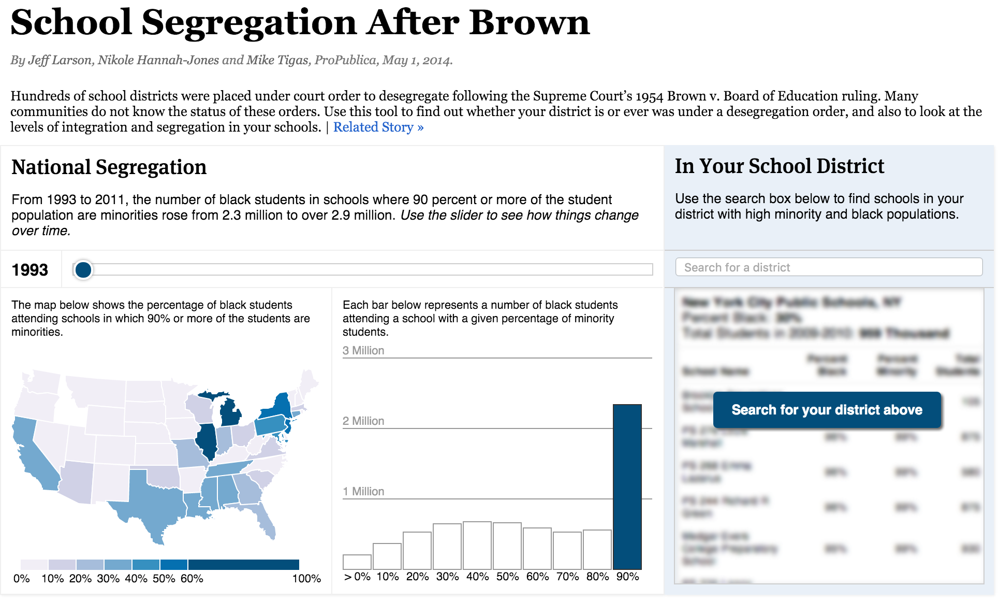 School Segregation After Brown
By Jeff Larson, Nikole Hannah-Jones and Mike Tigas, ProPublica, May 1, 2014.
Hundreds of school districts were placed under court order to desegregate following the Supreme Court’s 1954 Brown v. Board of Education ruling. Many
communities do not know the status of these orders. Use this tool to find out whether your district is or ever was under a desegregation order, and also to look at the
levels of integration and segregation in your schools. | Related Story »
National Segregation
From 1993 to 2011, the number of black students in schools where 90 percent or more of the student
population are minorities rose from 2.3 million to over 2.9 million. Use the slider to see how things change
over time.
1993
The map below shows the percentage of black students
attending schools in which 90% or more of the students are
minorities.
0% 10% 20% 30% 40% 50% 60% 100%
Each bar below represents a number of black students
attending a school with a given percentage of minority
students.
3 Million
2 Million
1 Million
> 0% 10% 20% 30% 40% 50% 60% 70% 80% 90%
In Your School District
Use the search box below to find schools in your
district with high minority and black populations.
Search for a district
New York City Public Schools, NY
Percent Black: 30%
Total Students in 2009-2010: 959 Thousand
School Name
Percent Black
Percent Minority
Total Students
Search for your district above